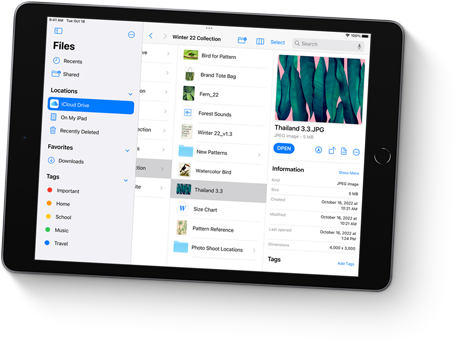 9:41 AM Tue Oct 18
100%
Files
Recents
Shared
Locations
iCloud Drive
On My iPad
Recently Deleted
Favorites
Downloads
Tags
Important
Home
School
Music
Travel
Winter 22 Collection
Select
Search
Bird for Pattern
Brand Tote Bag
Fern_22
Forest Sounds
Winter 22_v1.3
New Patterns
Watercolor Bird
Thailand 3.3
Size Chart
Pattern Reference
Photo Shoot Locations
Thailand 3.3.JPG
JPEG image - 5 MB
OPEN
Information
Show More
Kind
JPEG image
Size
5 MB
Created
October 16, 2022 at
10:21 AM
Modified
October 16, 2022 at
10:21 AM
Last opened
October 16, 2022 at
1:34 PM
Dimensions
4,000 x 3,000
Tags
Add Tags